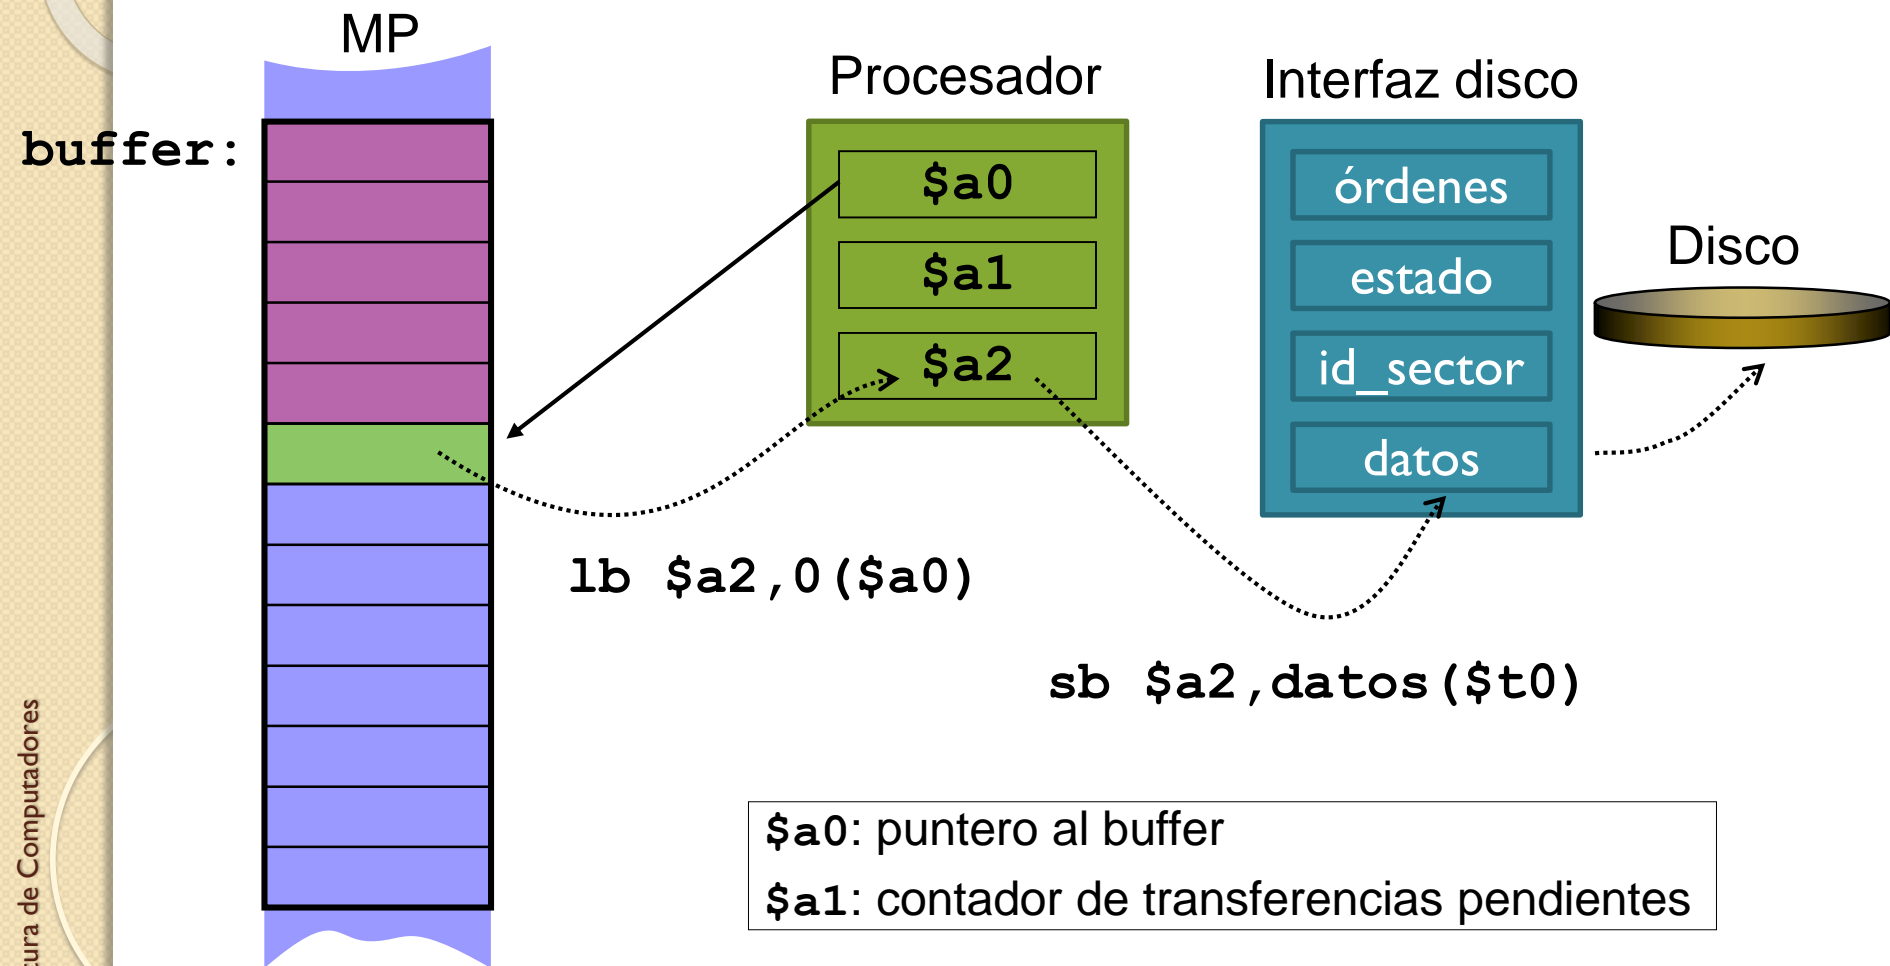 MP
Procesador
Interfaz disco
buffer:
$a0
órdenes
$a1
estado
Disco
$a2
id_sector
datos
lb $a2,0($a0)
sb $a2,datos($t0)
$a0: puntero al buffer
$a1: contador de transferencias pendientes
tura de Computadores